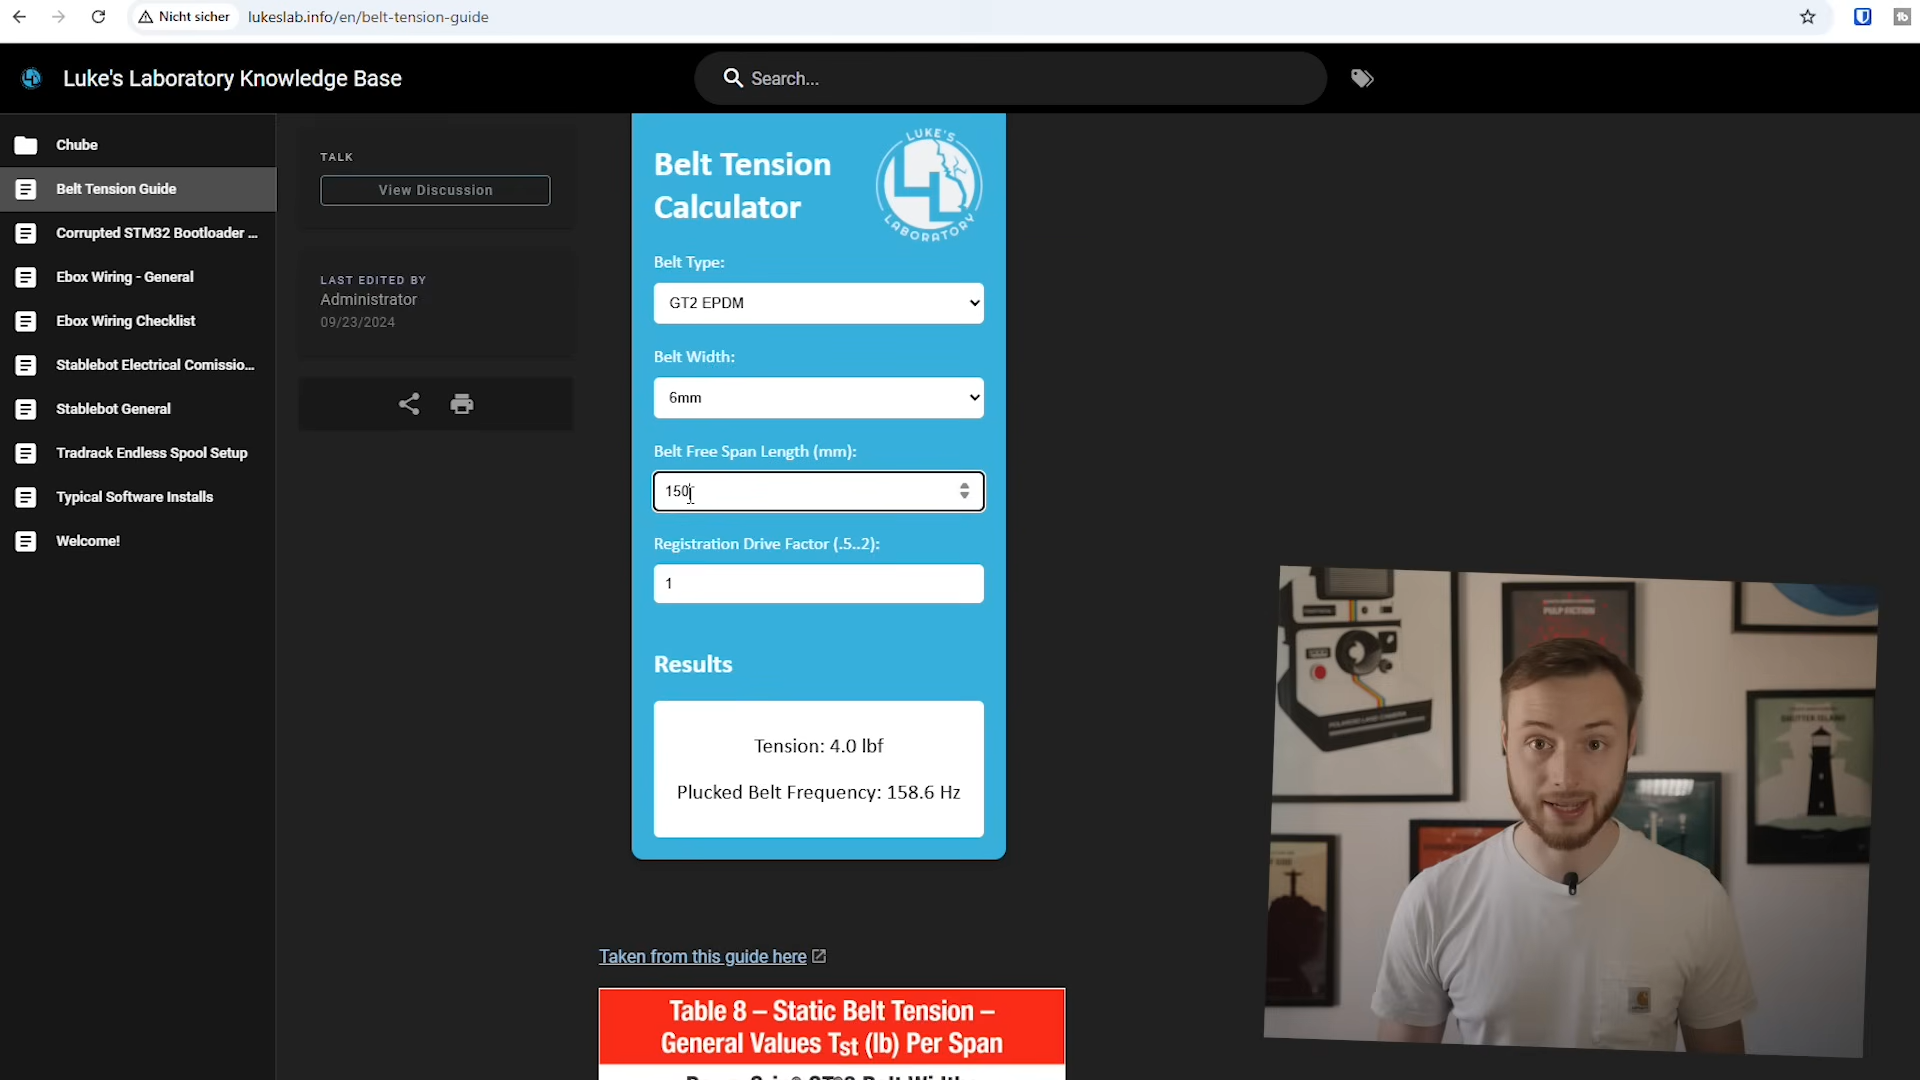 Nicht sicher
lukeslab.info/en/belt-tension-guide
Luke's Laboratory Knowledge Base
Search...
Chube
Belt Tension Guide
Corrupted STM32 Bootloader ...
Ebox Wiring - General
Ebox Wiring Checklist
Stablebot Electrical Comissio...
Stablebot General
Tradrack Endless Spool Setup
Typical Software Installs
Welcome!
TALK
View Discussion
LAST EDITED BY
Administrator
09/23/2024
Belt Tension
Calculator
LUKE'S
LABORATORY
Belt Type:
GT2 EPDM
Belt Width:
6mm
Belt Free Span Length (mm):
150
Registration Drive Factor (.5..2):
1
Results
Tension: 4.0 lbf
Plucked Belt Frequency: 158.6 Hz
Taken from this guide here
Table 8 – Static Belt Tension –
General Values Tst (lb) Per Span
PULP FICTION
SHUTTER ISLAND